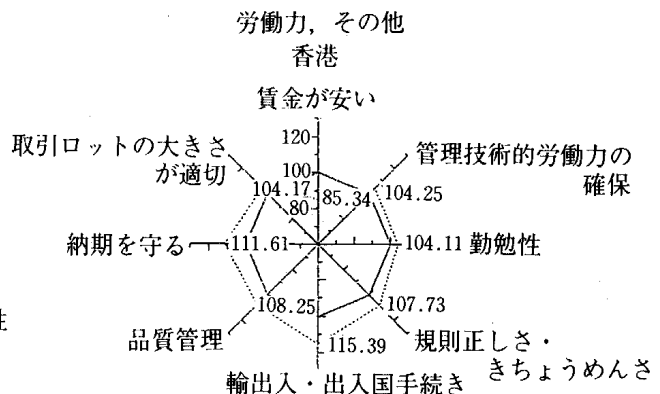 労働力，その他
香港
賃金が安い
120
100
80
85.34
管理技術的労働力の
確保
104.25
104.11
勤勉性
107.73
規則正しさ・
きちょうめんさ
115.39
輸出入・出入国手続き
108.25
品質管理
111.61
納期を守る
104.17
取引ロットの大きさ
が適切